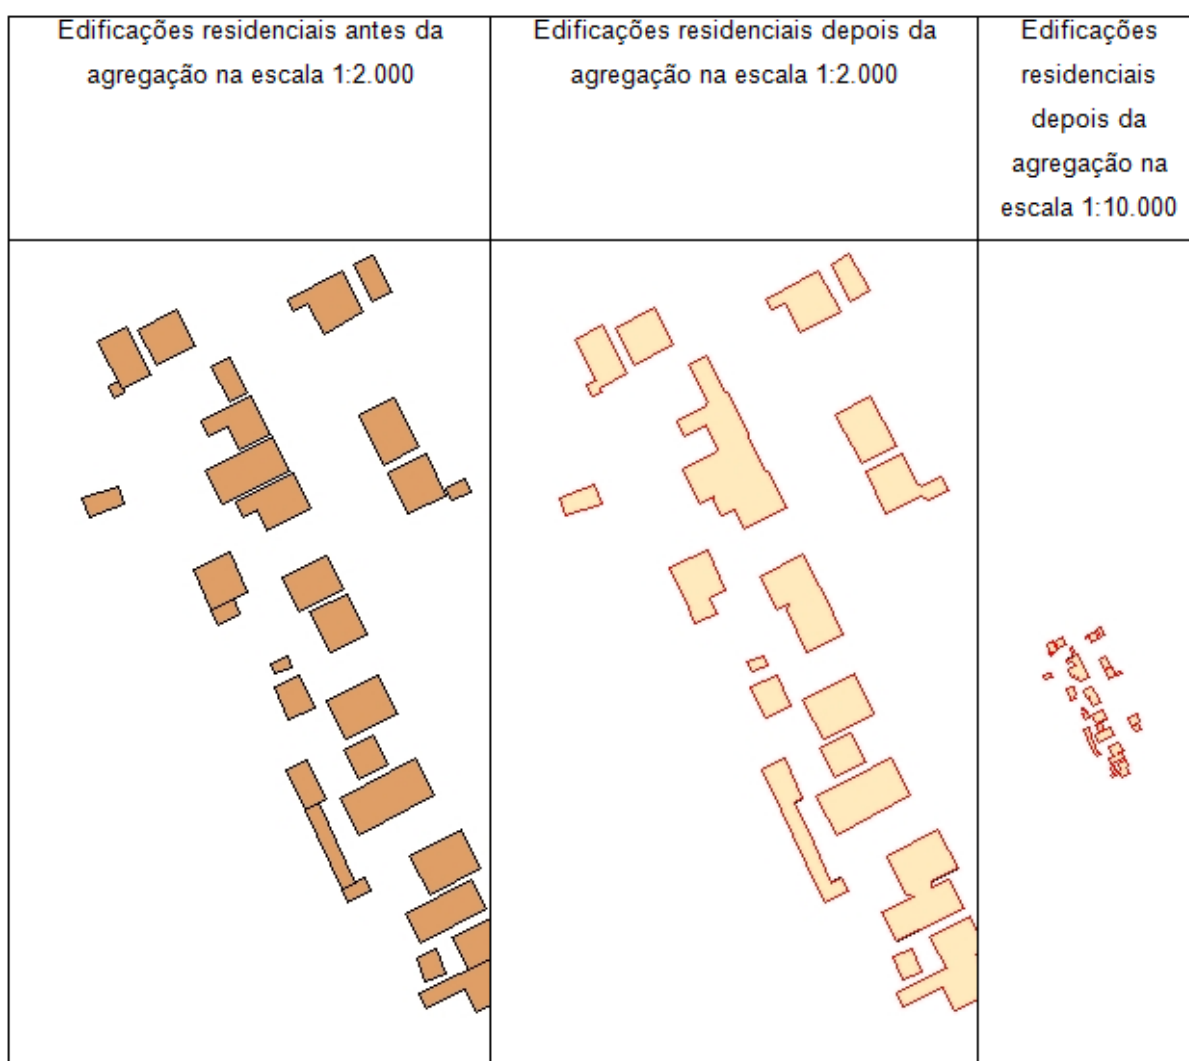 Edificações residenciais antes da
agregação na escala 1:2.000
Edificações residenciais depois da
agregação na escala 1:2.000
Edificações
residenciais
depois da
agregação na
escala 1:10.000